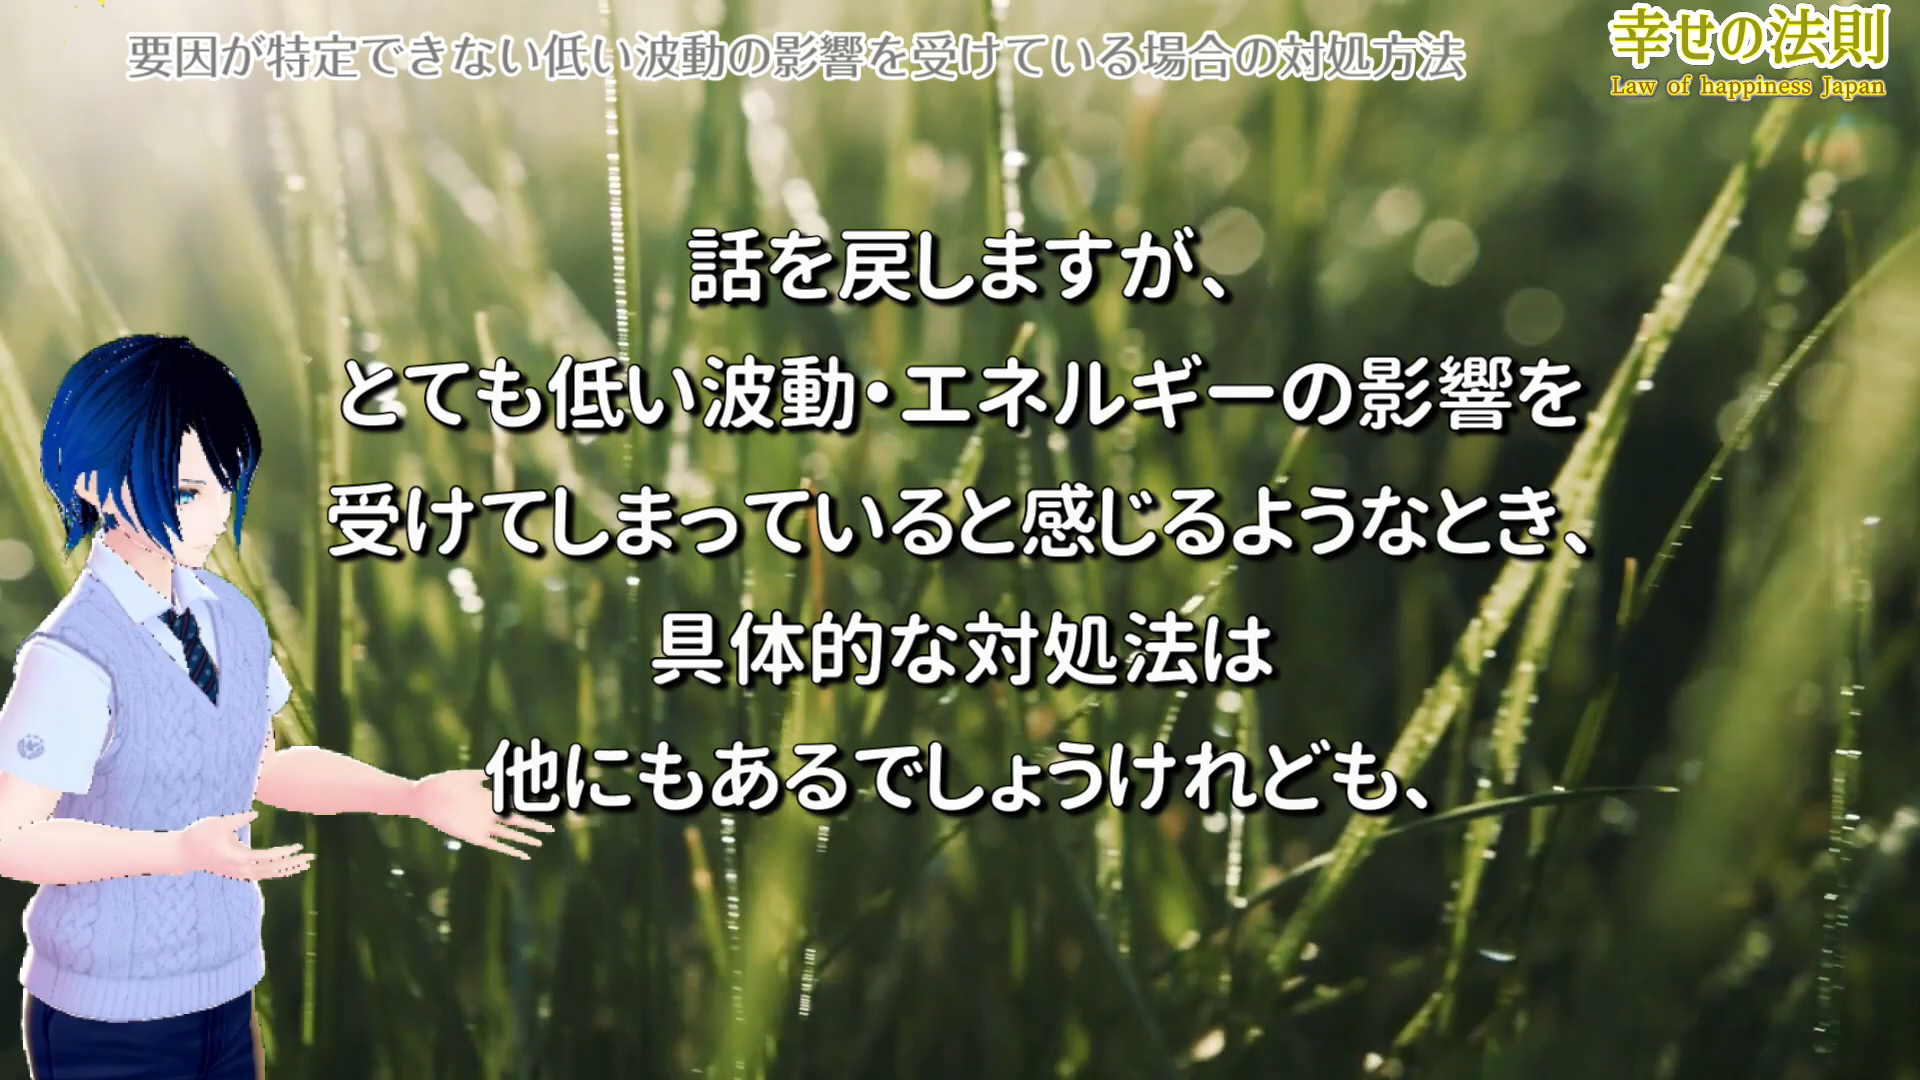 要因が特定できない低い波動の影響を受けている場合の対処方法
幸せの法則
Law of happiness Japan
話を戻しますが、
とても低い波動・エネルギーの影響を
受けてしまっていると感じるようなとき、
具体的な対処法は
他にもあるでしょうけれども、